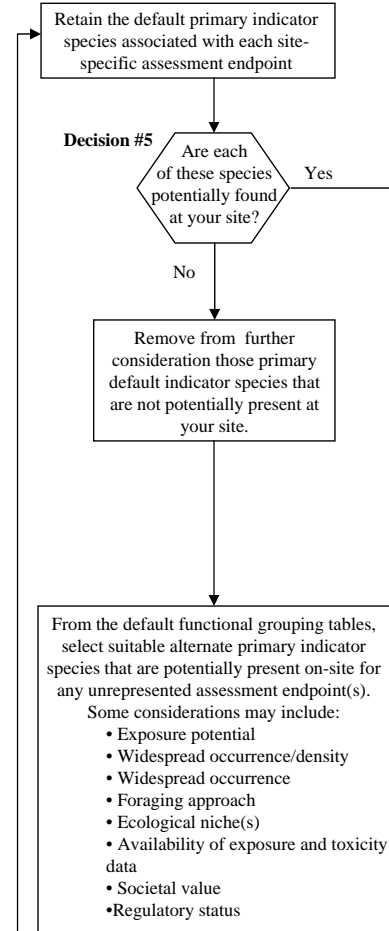 Retain the default primary indicator
species associated with each site-
specific assessment endpoint
Decision #5
Are each
of these species
potentially found
at your site?
Yes
No
Remove from further
consideration those primary
default indicator species that
are not potentially present at
your site.
From the default functional grouping tables,
select suitable alternate primary indicator
species that are potentially present on-site for
any unrepresented assessment endpoint(s).
Some considerations may include:
• Exposure potential
• Widespread occurrence/density
• Widespread occurrence
• Foraging approach
• Ecological niche(s)
• Availability of exposure and toxicity
data
• Societal value
•Regulatory status